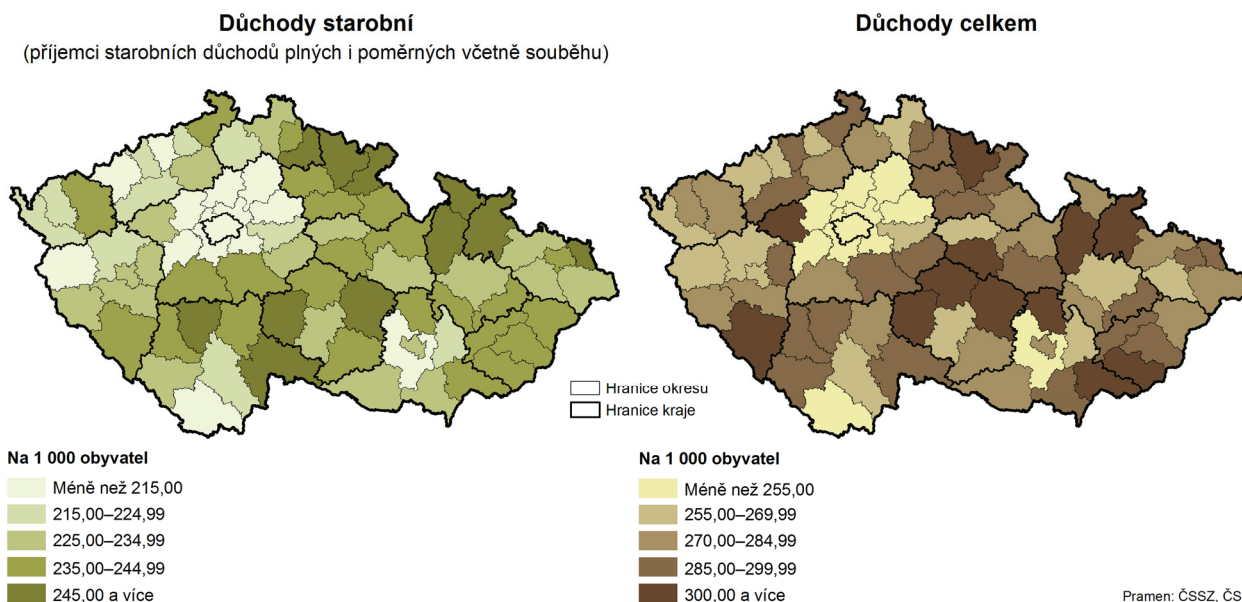 Důchody starobní
(příjemci starobních důchodů plných i poměrných včetně souběhu)
Důchody celkem
Hranice okresu
Hranice kraje
Na 1 000 obyvatel
Méně než 215,00
215,00–224,99
225,00–234,99
235,00–244,99
245,00 a více
Na 1 000 obyvatel
Méně než 255,00
255,00–269,99
270,00–284,99
285,00–299,99
300,00 a více
Pramen: ČSSZ, ČS